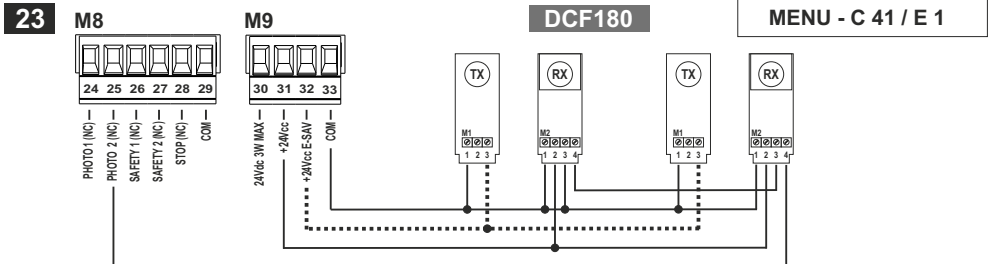 23 M8 M9 DCF180 MENU - C 41 / E 1
TX RX TX RX
24 25 26 27 28 29 30 31 32 33
M1 M2 M1 M2
1 2 3 1 2 3 4 1 2 3 1 2 3 4
PHOTO 1 (NC)
PHOTO 2 (NC)
SAFETY 1 (NC)
SAFETY 2 (NC)
STOP (NC)
COM
24Vdc 3W MAX
+24Vcc
+24Vcc E-SAV
COM